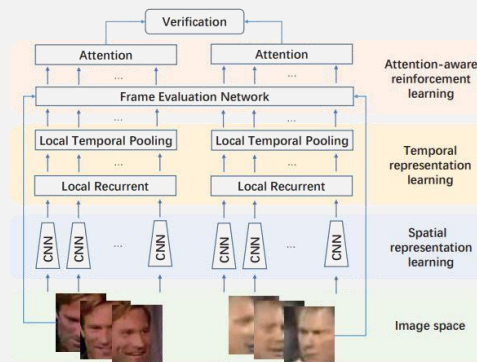 Verification
Attention
Attention
Attention-aware
reinforcement
learning
...
...
Frame Evaluation Network
...
...
Local Temporal Pooling
Local Temporal Pooling
Temporal
representation
learning
...
...
Local Recurrent
Local Recurrent
CNN
CNN
...
CNN
CNN
CNN
...
CNN
Spatial
representation
learning
Image space